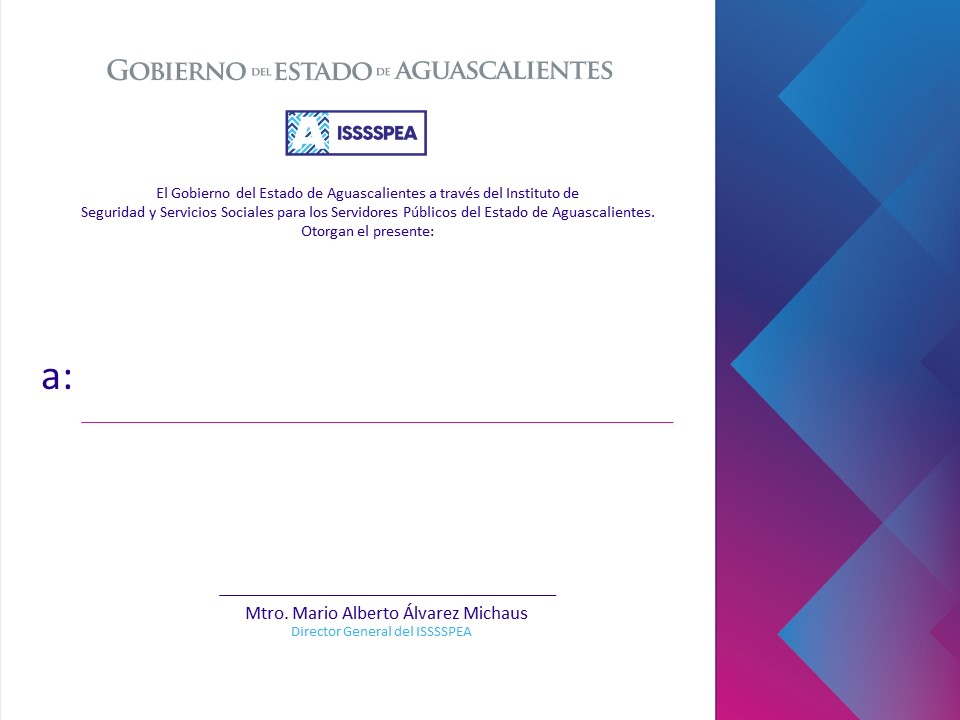 GOBIERNO DEL ESTADO DE AGUASCALIENTES
A ISSSSPEA
El Gobierno del Estado de Aguascalientes a través del Instituto de
Seguridad y Servicios Sociales para los Servidores Públicos del Estado de Aguascalientes.
Otorgan el presente:
a:
Mtro. Mario Alberto Álvarez Michaus
Director General del ISSSSPEA